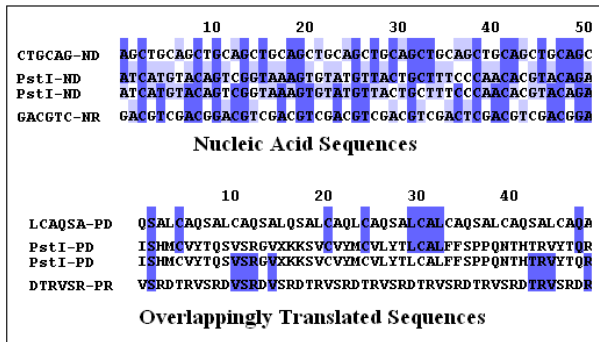 10 20 30 40 50
CTGCAG-ND AGCTGCAGCTGCAGCTGCAGCTGCAGCTGCAGCTGCAGCTGCAGCTGCAGC
PstI-ND ATCATGTACAGTCGGTAAAGTGTATGTTACTGCTTTCCCAACACGTACAGA
PstI-ND ATCATGTACAGTCGGTAAAGTGTATGTTACTGCTTTCCCAACACGTACAGA
GACGTC-NR GACGTCGACGGACGTCGACGTCGACGTCGACGTCGACTCGACGTCGACGGA
Nucleic Acid Sequences
10 20 30 40
LCAQSA-PD QSALCAQSALCAQSALQSALCAQLCAQSALCALCAQSALCAQSALCAQA
PstI-PD ISHMCVYTQSVSRGVXKKSVCVYMCVLYTLCALFFSPPQNTHTRVYTQR
PstI-PD ISHMCVYTQSVSRGVXKKSVCVYMCVLYTLCALFFSPPQNTHTRVYTQR
DTRVSR-PR VSRDTRVSRDVSRDVSRDTRVSRDTRVSRDTRVSRDTRVSRDTRVSRDR
Overlappingly Translated Sequences